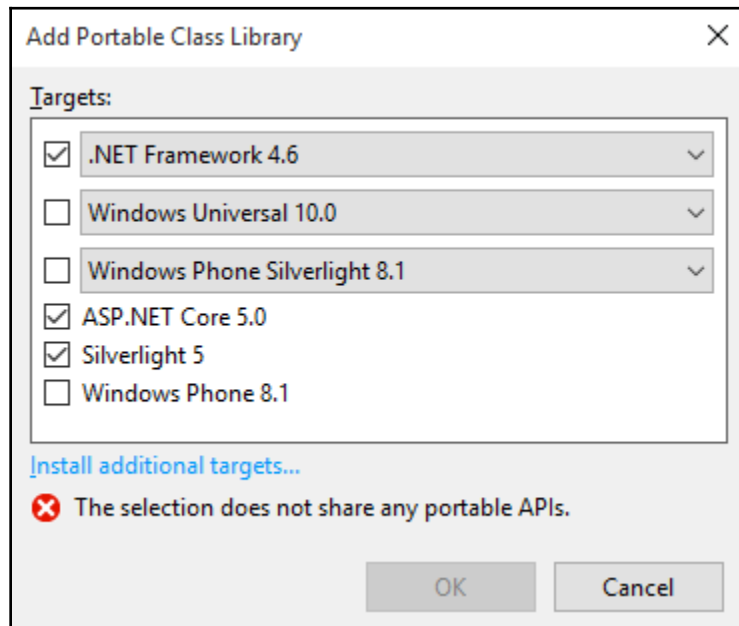 Add Portable Class Library
Targets:
.NET Framework 4.6
Windows Universal 10.0
Windows Phone Silverlight 8.1
ASP.NET Core 5.0
Silverlight 5
Windows Phone 8.1
Install additional targets...
The selection does not share any portable APIs.
OK Cancel